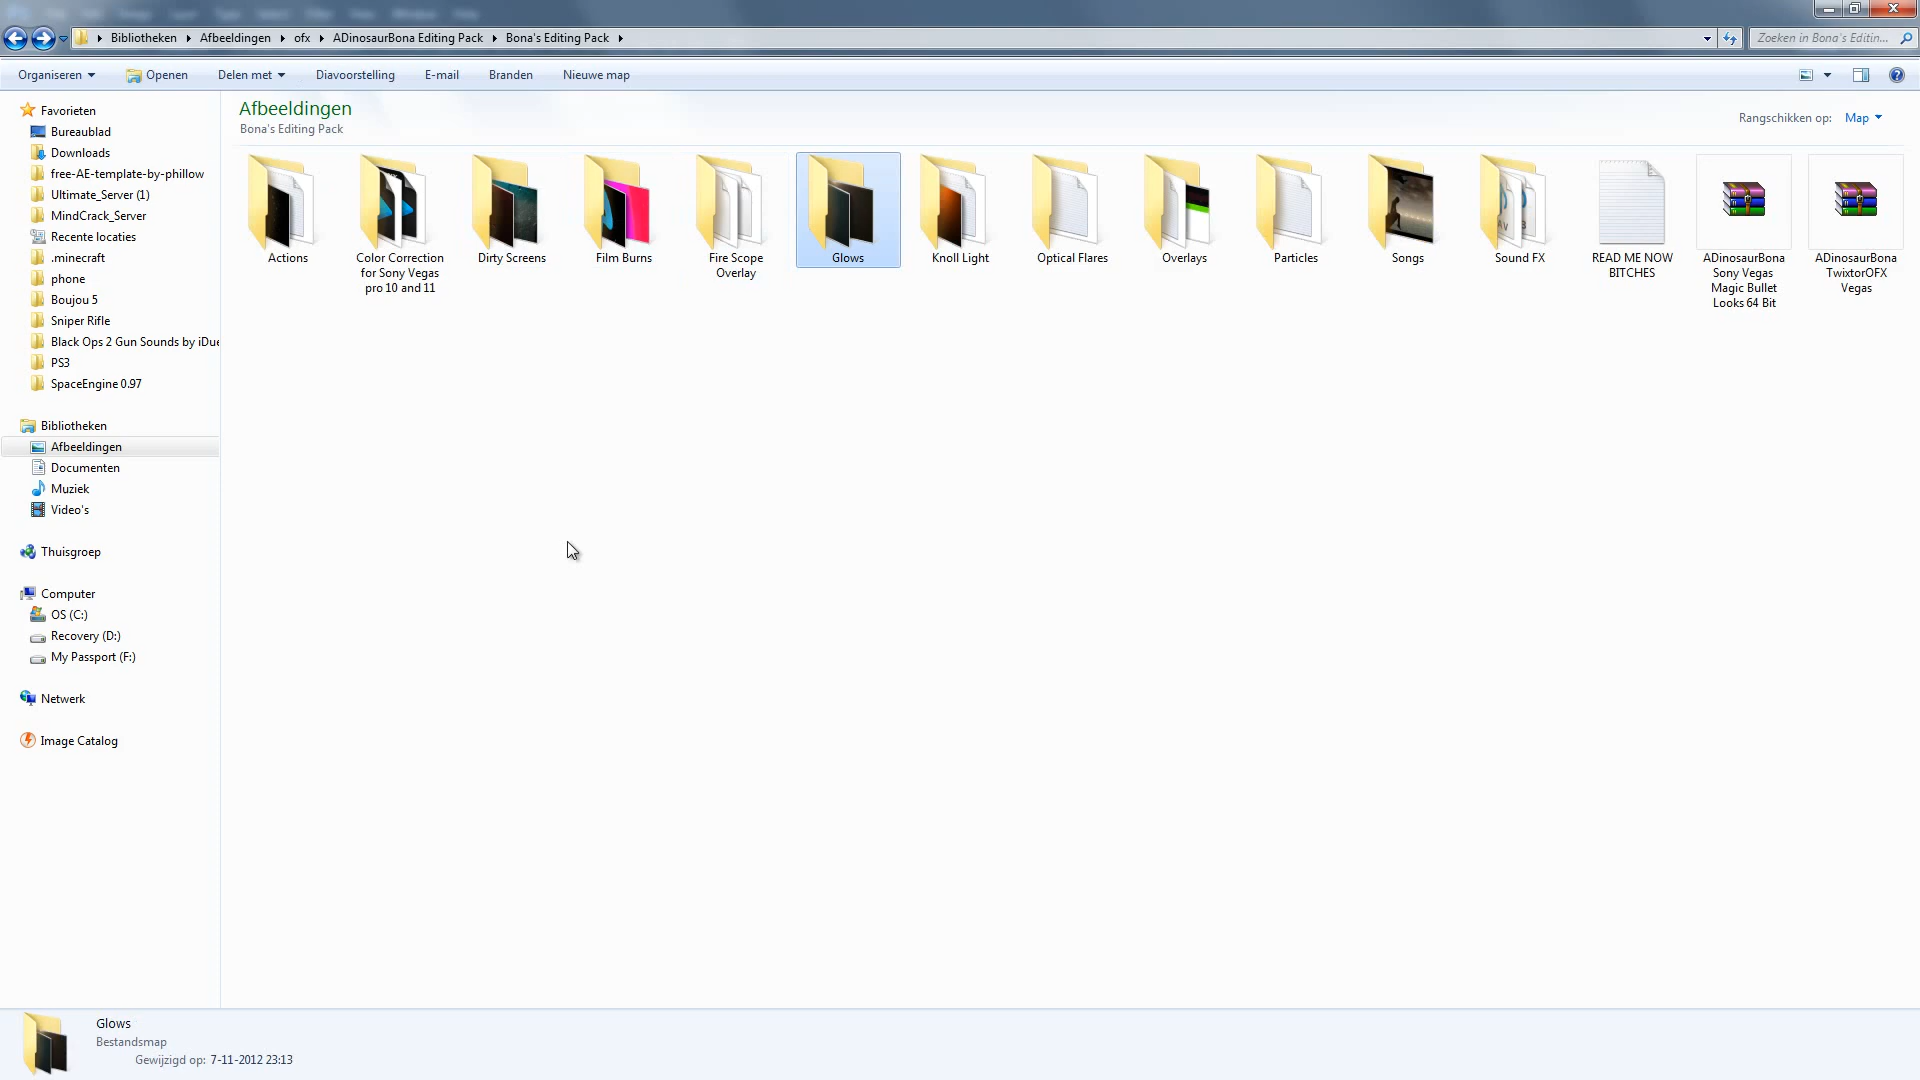 Bibliotheken
Afbeeldingen
ofx
ADinosaurBona Editing Pack
Bona's Editing Pack
Zoeken in Bona's Editin...
Organiseren
Openen
Delen met
Diavoorstelling
E-mail
Branden
Nieuwe map
Favorieten
Bureaublad
Downloads
free-AE-template-by-phillow
Ultimate_Server (1)
MindCrack_Server
Recente locaties
.minecraft
phone
Boujou 5
Sniper Rifle
Black Ops 2 Gun Sounds by iDue
PS3
SpaceEngine 0.97
Bibliotheken
Afbeeldingen
Documenten
Muziek
Video's
Thuisgroep
Computer
OS (C:)
Recovery (D:)
My Passport (F:)
Netwerk
Image Catalog
Afbeeldingen
Bona's Editing Pack
Rangschikken op: Map
Actions
Color Correction
for Sony Vegas
pro 10 and 11
Dirty Screens
Film Burns
Fire Scope
Overlay
Glows
Knoll Light
Optical Flares
Overlays
Particles
Songs
Sound FX
READ ME NOW
BITCHES
ADinosaurBona
Sony Vegas
Magic Bullet
Looks 64 Bit
ADinosaurBona
TwixtorOFX
Vegas
Glows
Bestandsmap
Gewijzigd op: 7-11-2012 23:13